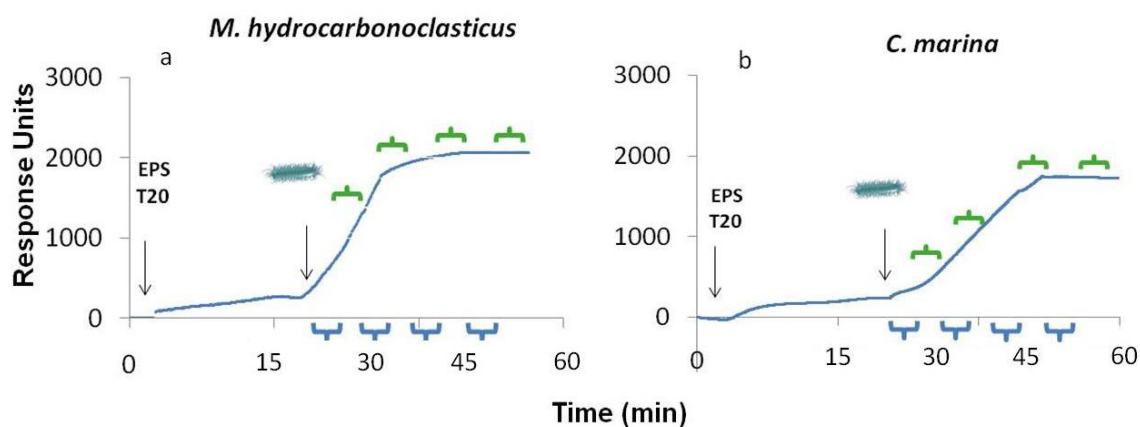 M. hydrocarbonoclasticus
C. marina
a
b
Response Units
3000
2000
1000
0
EPS
T20
0
15
30
45
60
3000
2000
1000
0
EPS
T20
0
15
30
45
60
Time (min)